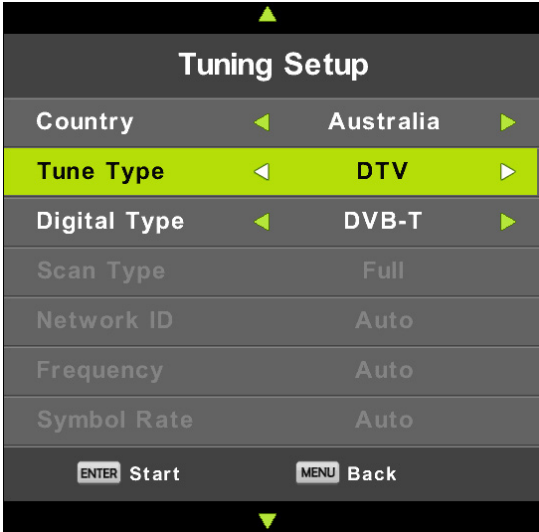 Tuning Setup
Country Australia
Tune Type DTV
Digital Type DVB-T
Scan Type Full
Network ID Auto
Frequency Auto
Symbol Rate Auto
ENTER Start MENU Back